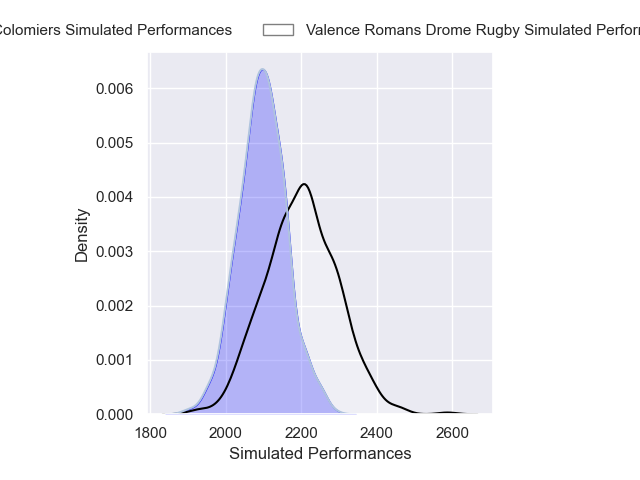 Colomiers Simulated Performances
Valence Romans Drome Rugby Simulated
0.006
0.005
0.004
0.003
0.002
0.001
0.000
Density
1800 2000 2200 2400 2600
Simulated Performances